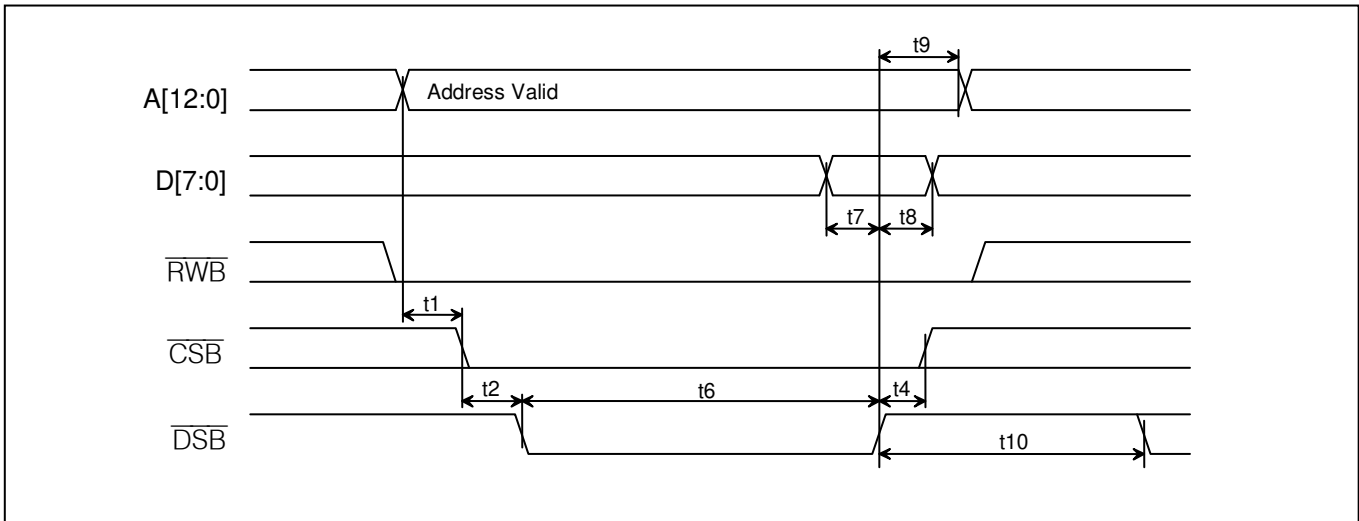 t9
A[12:0] Address Valid
D[7:0]
t7 t8
RWB
t1
CSB
t2 t6 t4
DSB
t10